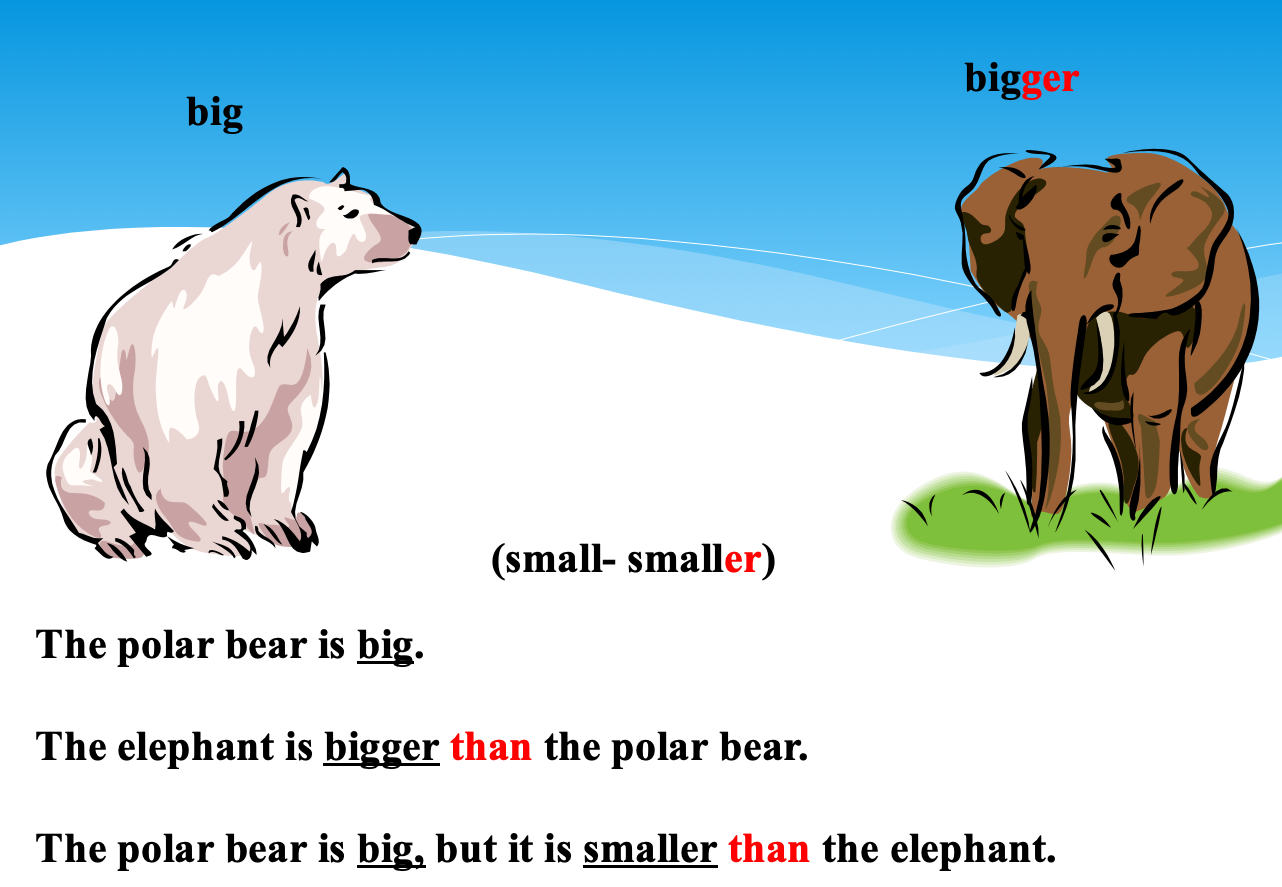 big
bigger
(small- smaller)
The polar bear is big.
The elephant is bigger than the polar bear.
The polar bear is big, but it is smaller than the elephant.